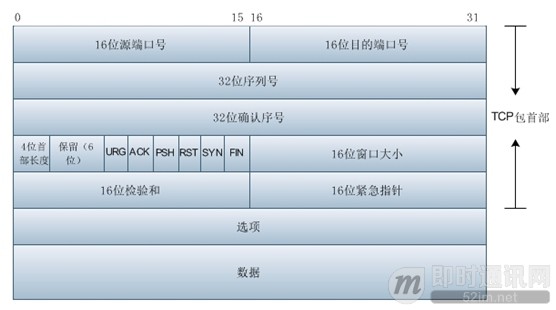 0 15 16 31
16位源端口号 16位目的端口号
32位序列号
32位确认序号
TCP包首部
4位首部长度 保留（6位） URG ACK PSH RST SYN FIN 16位窗口大小
16位检验和 16位紧急指针
选项
数据
m 即时通讯网
52im.net